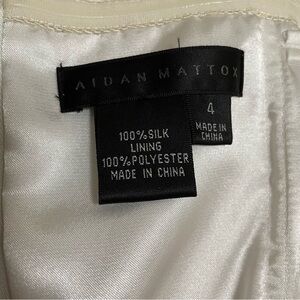 AIDAN MATTOX
4
MADE IN
CHINA
100%SILK
LINING
100%POLYESTER
MADE IN CHINA